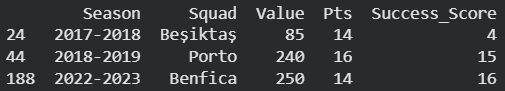 Season Squad Value Pts Success_Score
24 2017-2018 Beşiktaş 85 14 4
44 2018-2019 Porto 240 16 15
188 2022-2023 Benfica 250 14 16